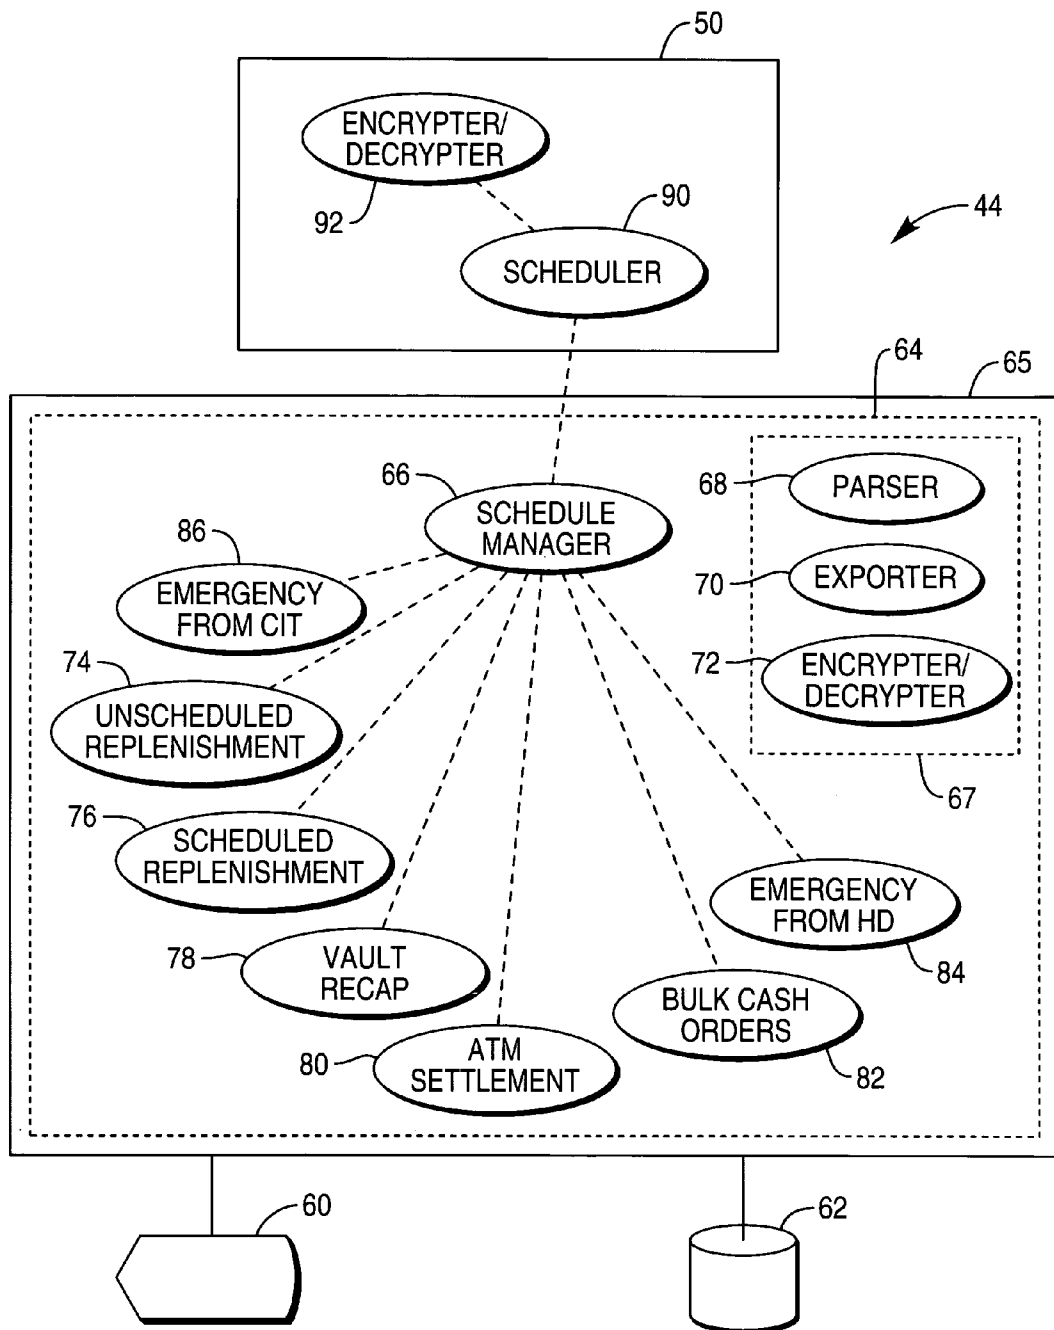 50
ENCRYPTER/
DECRYPTER
92
90
SCHEDULER
44
64
65
66
SCHEDULE
MANAGER
68
PARSER
86
EMERGENCY
FROM CIT
70
EXPORTER
72
ENCRYPTER/
DECRYPTER
74
UNSCHEDULED
REPLENISHMENT
67
76
SCHEDULED
REPLENISHMENT
EMERGENCY
FROM HD
84
78
VAULT
RECAP
BULK CASH
ORDERS
82
80
ATM
SETTLEMENT
60
62